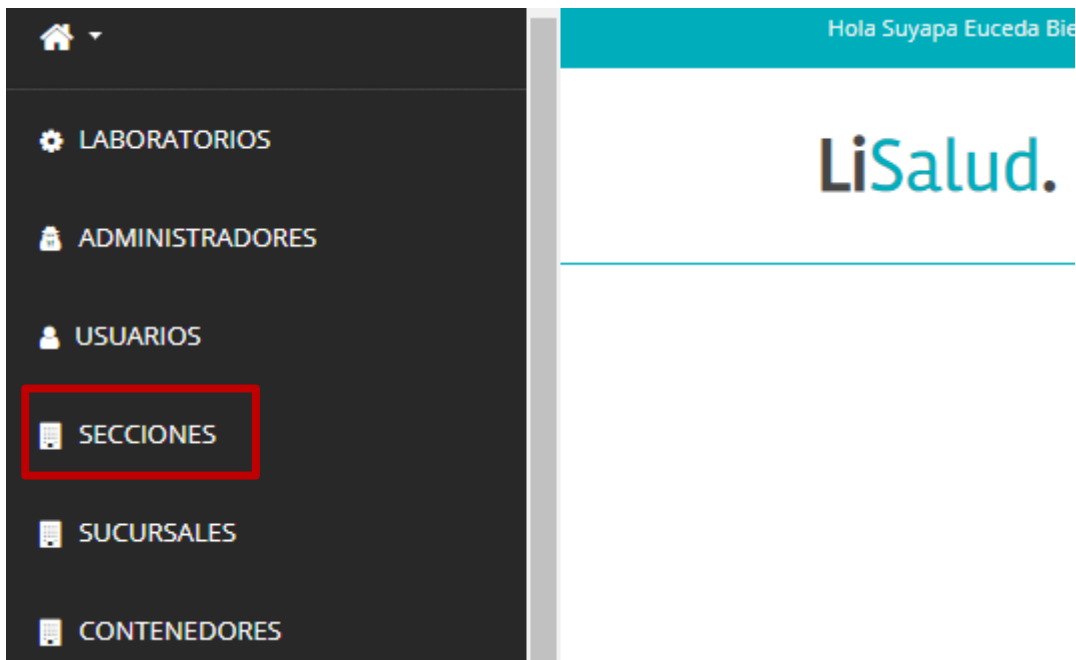 Hola Suyapa Euceda
LiSalud.
LABORATORIOS
ADMINISTRADORES
USUARIOS
SECCIONES
SUCURSALES
CONTENEDORES